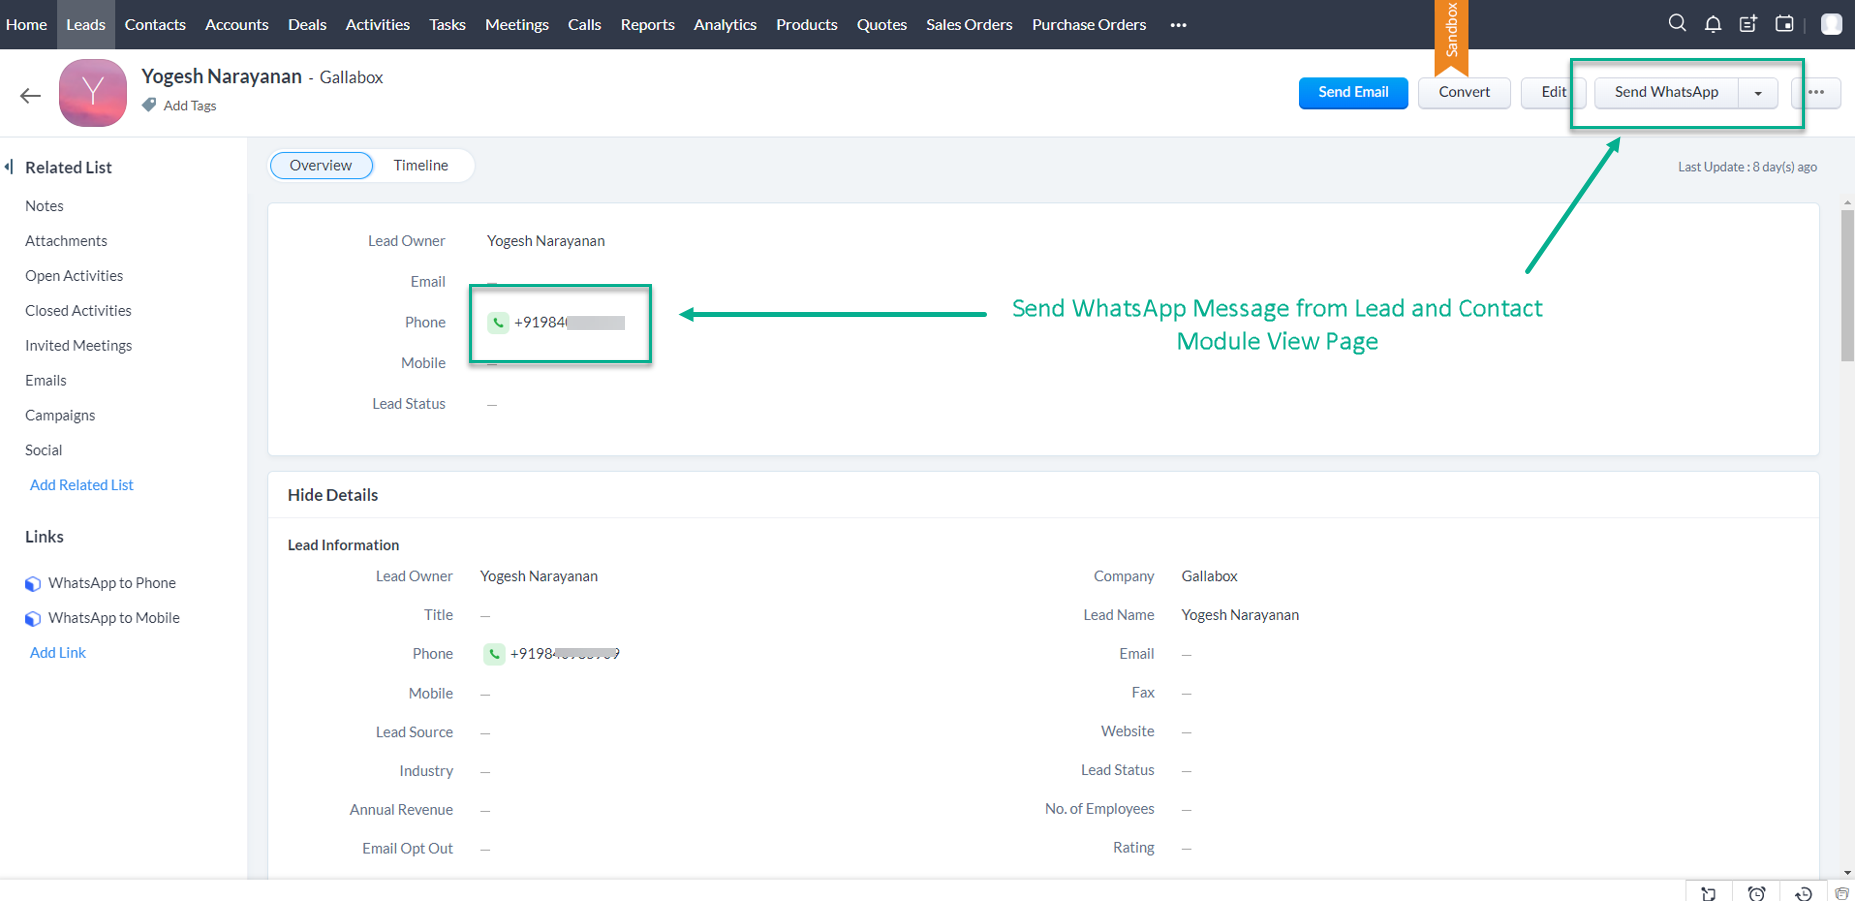 Home Leads Contacts Accounts Deals Activities Tasks Meetings Calls Reports Analytics Products Quotes Sales Orders Purchase Orders •••
Sandbox
Y
Yogesh Narayanan - Gallabox
Add Tags
Send Email Convert Edit Send WhatsApp •••
Related List
Notes
Attachments
Open Activities
Closed Activities
Invited Meetings
Emails
Campaigns
Social
Add Related List
Links
WhatsApp to Phone
WhatsApp to Mobile
Add Link
Overview Timeline
Last Update : 8 day(s) ago
Lead Owner Yogesh Narayanan
Email —
Phone +9198
Mobile —
Lead Status —
Send WhatsApp Message from Lead and Contact
Module View Page
Hide Details
Lead Information
Lead Owner Yogesh Narayanan
Title —
Phone +9198
Mobile —
Lead Source —
Industry —
Annual Revenue —
Email Opt Out —
Company Gallabox
Lead Name Yogesh Narayanan
Email —
Fax —
Website —
Lead Status —
No. of Employees —
Rating —